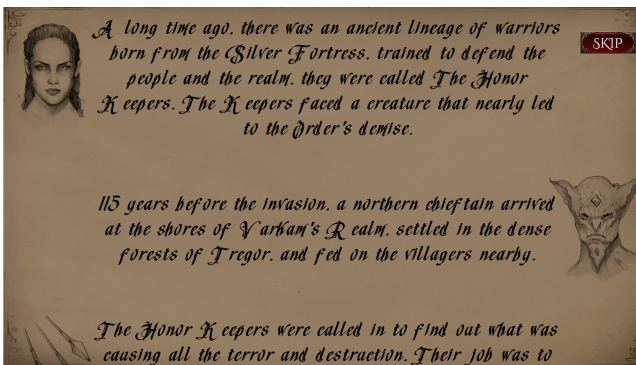 A long time ago, there was an ancient lineage of warriors
born from the Silver Fortress, trained to defend the
people and the realm, they were called The Honor
Keepers. The Keepers faced a creature that nearly led
to the Order's demise.
SKIP
115 years before the invasion, a northern chieftain arrived
at the shores of Varkam's Realm, settled in the dense
forests of Tregor, and fed on the villagers nearby.
The Honor Keepers were called in to find out what was
causing all the terror and destruction. Their job was to